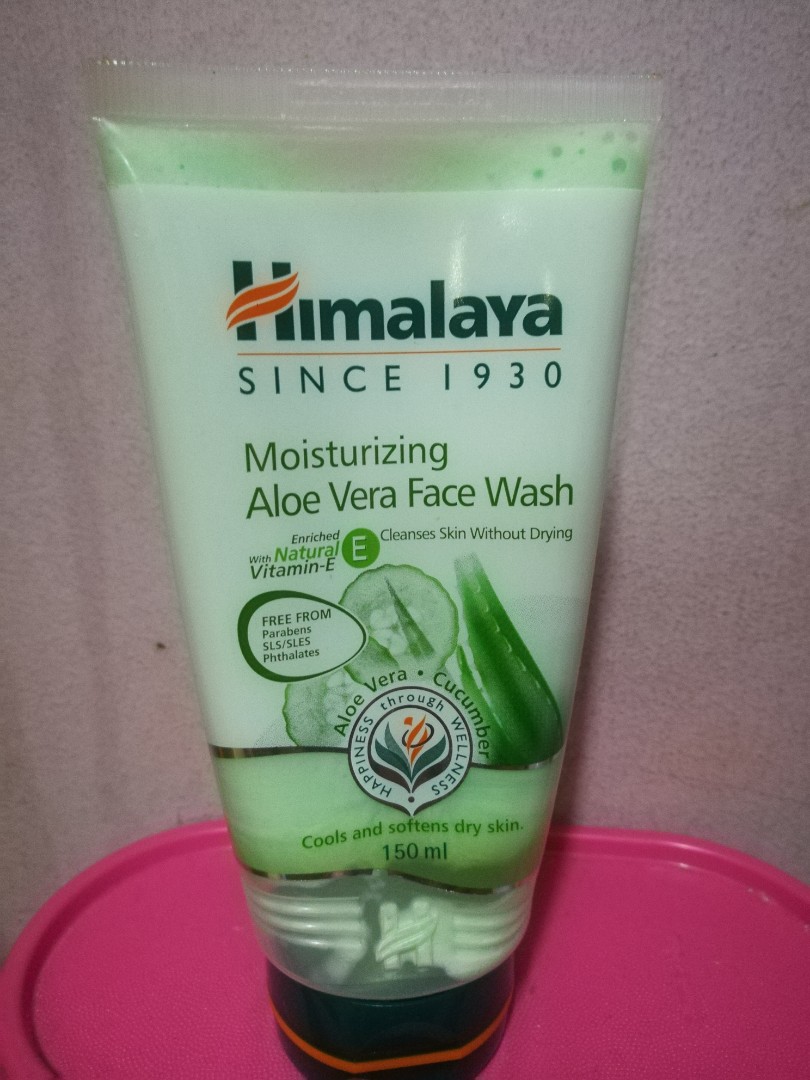 Himalaya
SINCE 1930
Moisturizing
Aloe Vera Face Wash
Enriched
With Natural
Vitamin-E
E
Cleanses Skin Without Drying
FREE FROM
Parabens
SLS/SLES
Phthalates
Aloe Vera • Cucumber
HAPPINESS through WELLNESS
Cools and softens dry skin.
150 ml
H